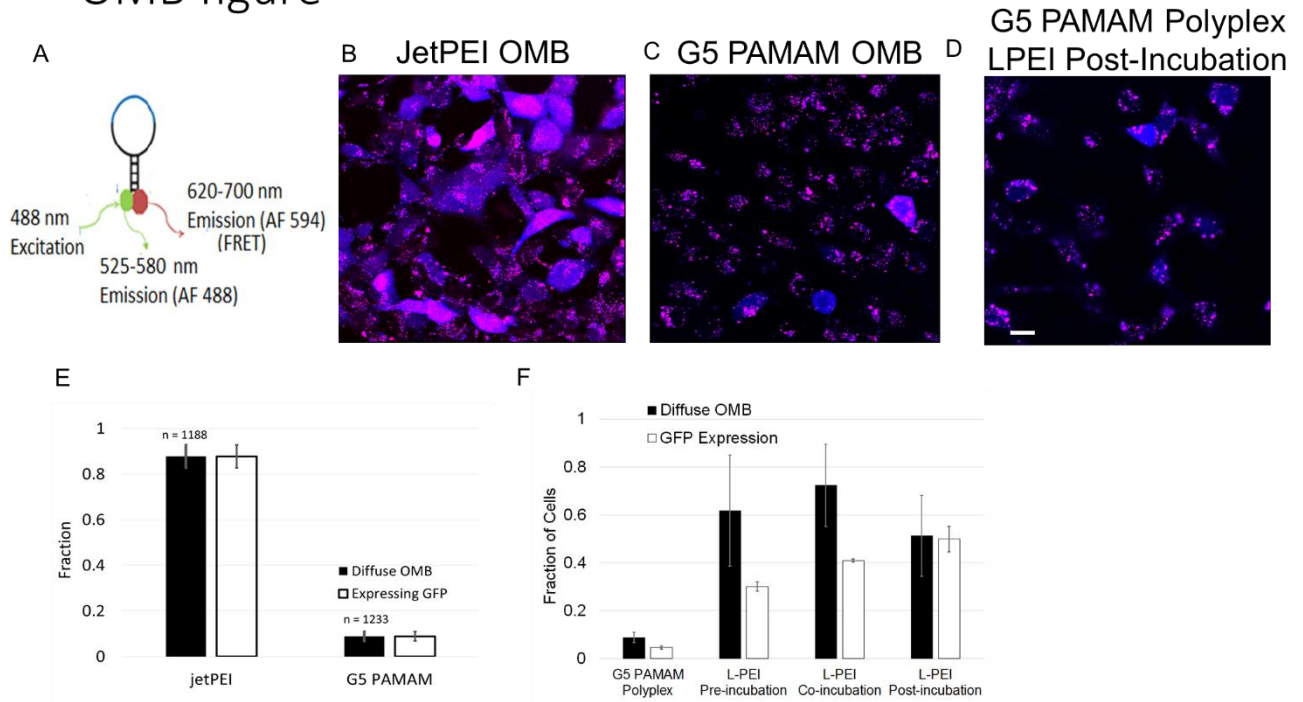 OMB figure
A
B
JetPEI OMB
C
G5 PAMAM OMB
D
G5 PAMAM Polyplex
LPEI Post-Incubation
488 nm
Excitation
620-700 nm
Emission (AF 594)
(FRET)
525-580 nm
Emission (AF 488)
E
1
0.8
0.6
0.4
0.2
0
Fraction
n = 1188
n = 1233
Diffuse OMB
Expressing GFP
jetPEI
G5 PAMAM
F
Diffuse OMB
GFP Expression
1
0.8
0.6
0.4
0.2
0
Fraction of Cells
G5 PAMAM
Polyplex
L-PEI
Pre-incubation
L-PEI
Co-incubation
L-PEI
Post-incubation